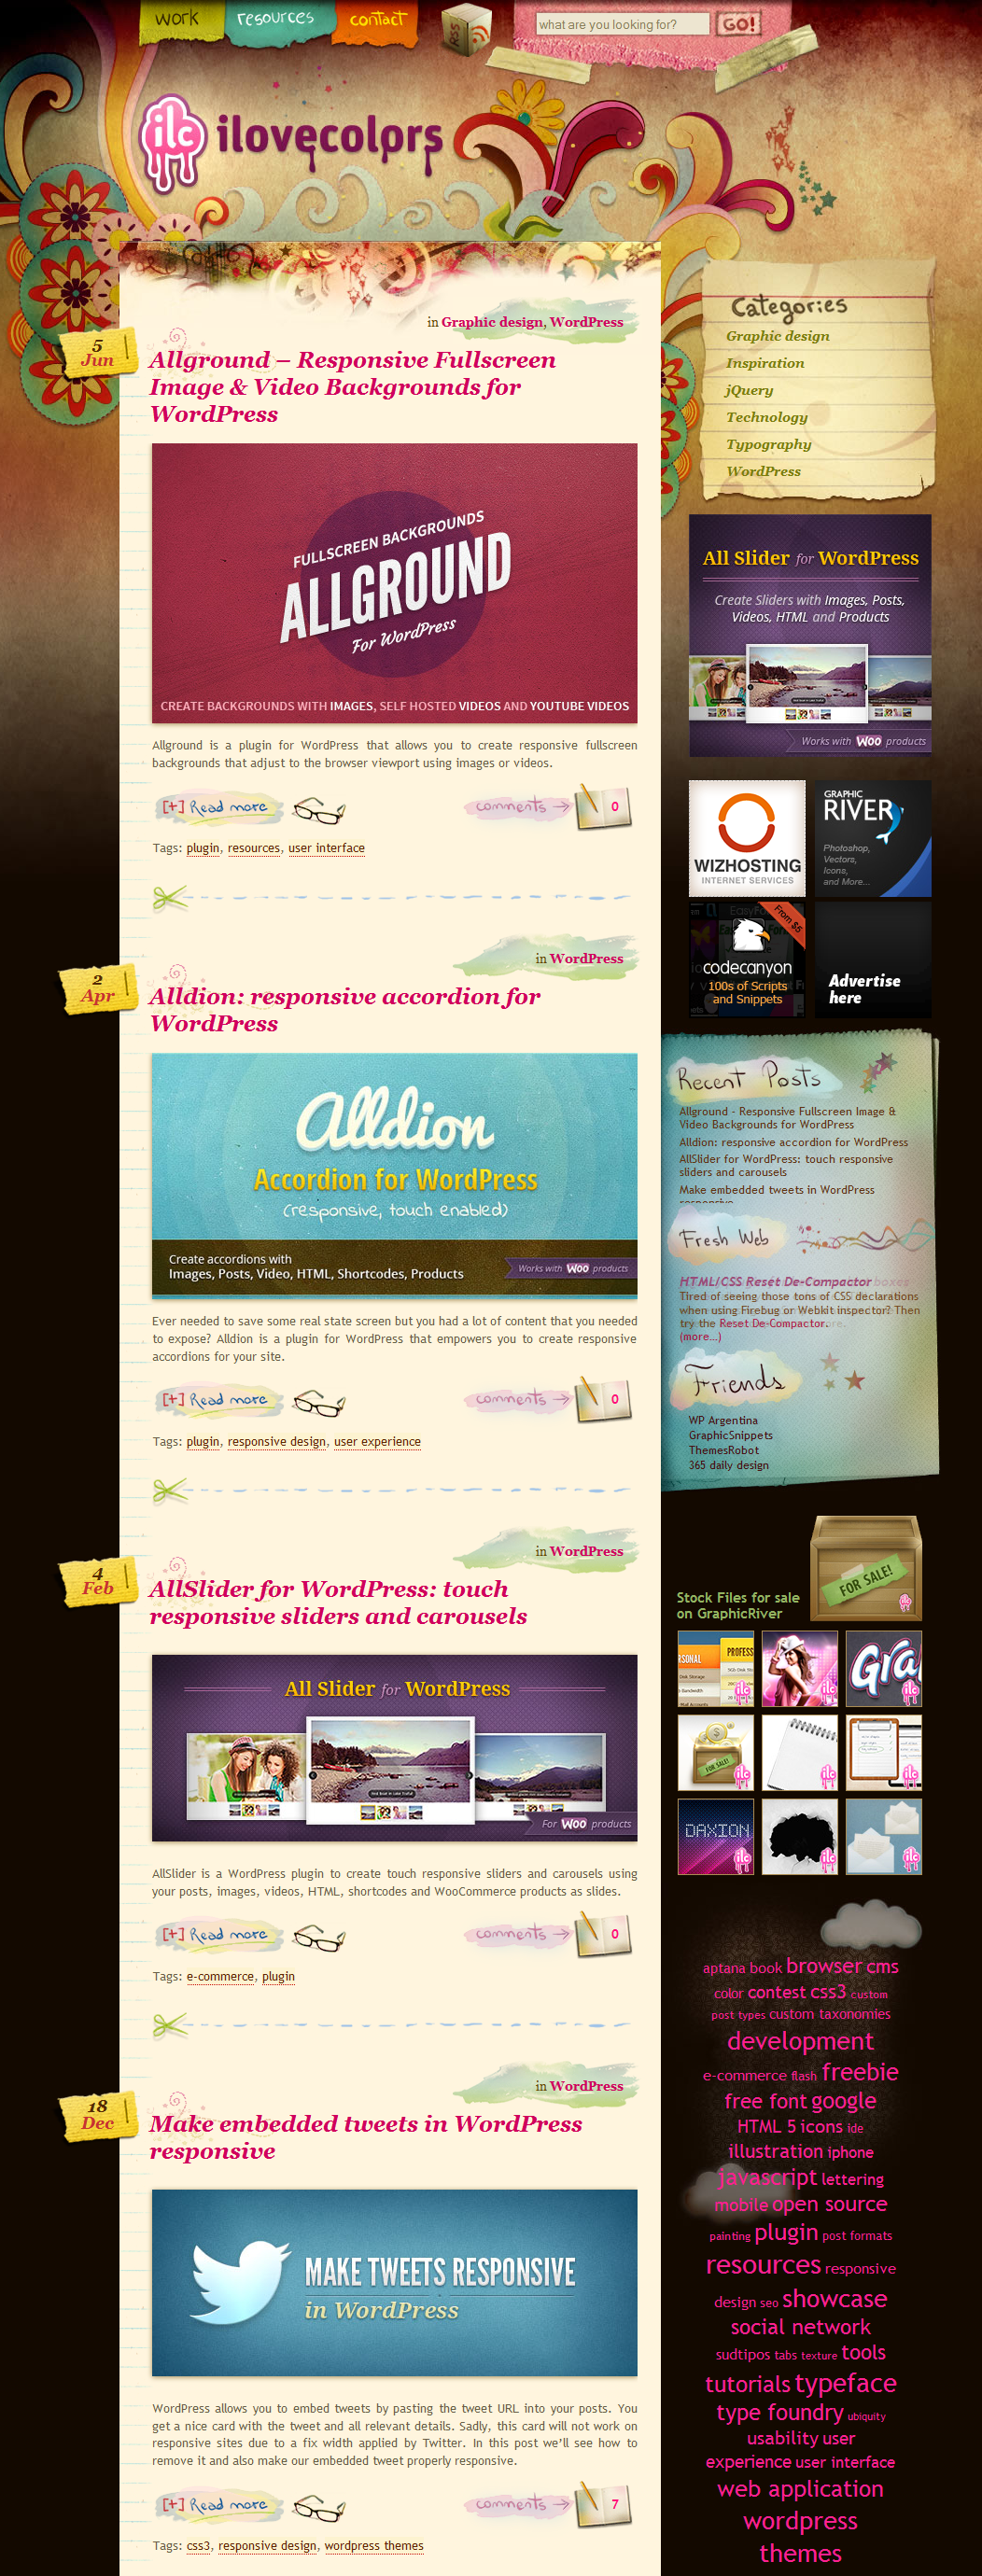 work
resources
contact
RSS
what are you looking for?
GO!
ilc
ilovecolors
in Graphic design, WordPress
5
Jun
Allground – Responsive Fullscreen
Image & Video Backgrounds for
WordPress
FULLSCREEN BACKGROUNDS
ALLGROUND
For WordPress
CREATE BACKGROUNDS WITH IMAGES, SELF HOSTED VIDEOS AND YOUTUBE VIDEOS
Allground is a plugin for WordPress that allows you to create responsive fullscreen
backgrounds that adjust to the browser viewport using images or videos.
[+] Read more
comments
0
Tags: plugin, resources, user interface
in WordPress
2
Apr
Alldion: responsive accordion for
WordPress
Alldion
Accordion for WordPress
(responsive, touch enabled)
Create accordions with
Images, Posts, Video, HTML, Shortcodes, Products
Works with WOO products
Ever needed to save some real state screen but you had a lot of content that you needed
to expose? Alldion is a plugin for WordPress that empowers you to create responsive
accordions for your site.
[+] Read more
comments
0
Tags: plugin, responsive design, user experience
in WordPress
4
Feb
AllSlider for WordPress: touch
responsive sliders and carousels
All Slider for WordPress
For WOO products
AllSlider is a WordPress plugin to create touch responsive sliders and carousels using
your posts, images, videos, HTML, shortcodes and WooCommerce products as slides.
[+] Read more
comments
0
Tags: e-commerce, plugin
in WordPress
18
Dec
Make embedded tweets in WordPress
responsive
MAKE TWEETS RESPONSIVE
in WordPress
WordPress allows you to embed tweets by pasting the tweet URL into your posts. You
get a nice card with the tweet and all relevant details. Sadly, this card will not work on
responsive sites due to a fix width applied by Twitter. In this post we'll see how to
remove it and also make our embedded tweet properly responsive.
[+] Read more
comments
7
Tags: css3, responsive design, wordpress themes
Categories
Graphic design
Inspiration
jQuery
Technology
Typography
WordPress
All Slider for WordPress
Create Sliders with Images, Posts,
Videos, HTML and Products
Works with WOO products
WIZHOSTING
INTERNET SERVICES
GRAPHIC
RIVER
Photoshop,
Vectors,
Icons,
and More...
From $5
codecanyon
100s of Scripts
and Snippets
Advertise
here
Recent Posts
Allground - Responsive Fullscreen Image &
Video Backgrounds for WordPress
Alldion: responsive accordion for WordPress
AllSlider for WordPress: touch responsive
sliders and carousels
Make embedded tweets in WordPress
responsive
Fresh Web
HTML/CSS Reset De-Compactor
Tired of seeing those tons of CSS declarations
when using Firebug or Webkit inspector? Then
try the Reset De-Compactor.
(more...)
Friends
WP Argentina
GraphicSnippets
ThemesRobot
365 daily design
FOR SALE!
Stock Files for sale
on GraphicRiver
DAXION
aptana book browser cms
color contest css3 custom
post types custom taxonomies
development
e-commerce flash freebie
free font google
HTML 5 icons ide
illustration iphone
javascript lettering
mobile open source
painting plugin post formats
resources responsive
design seo showcase
social network
sudtipos tabs texture tools
tutorials typeface
type foundry ubiquity
usability user
experience user interface
web application
wordpress
themes